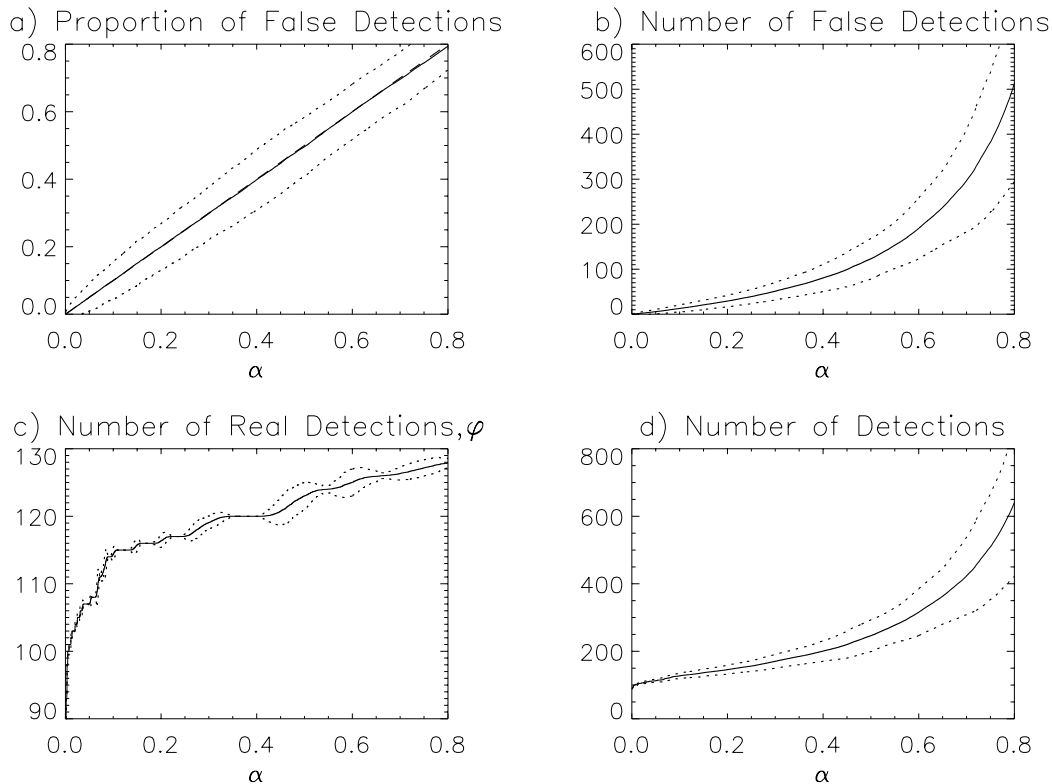 a) Proportion of False Detections
0.8
0.6
0.4
0.2
0.0
0.0 0.2 0.4 0.6 0.8
α
b) Number of False Detections
600
500
400
300
200
100
0
0.0 0.2 0.4 0.6 0.8
α
c) Number of Real Detections,φ
130
120
110
100
90
0.0 0.2 0.4 0.6 0.8
α
d) Number of Detections
800
600
400
200
0
0.0 0.2 0.4 0.6 0.8
α